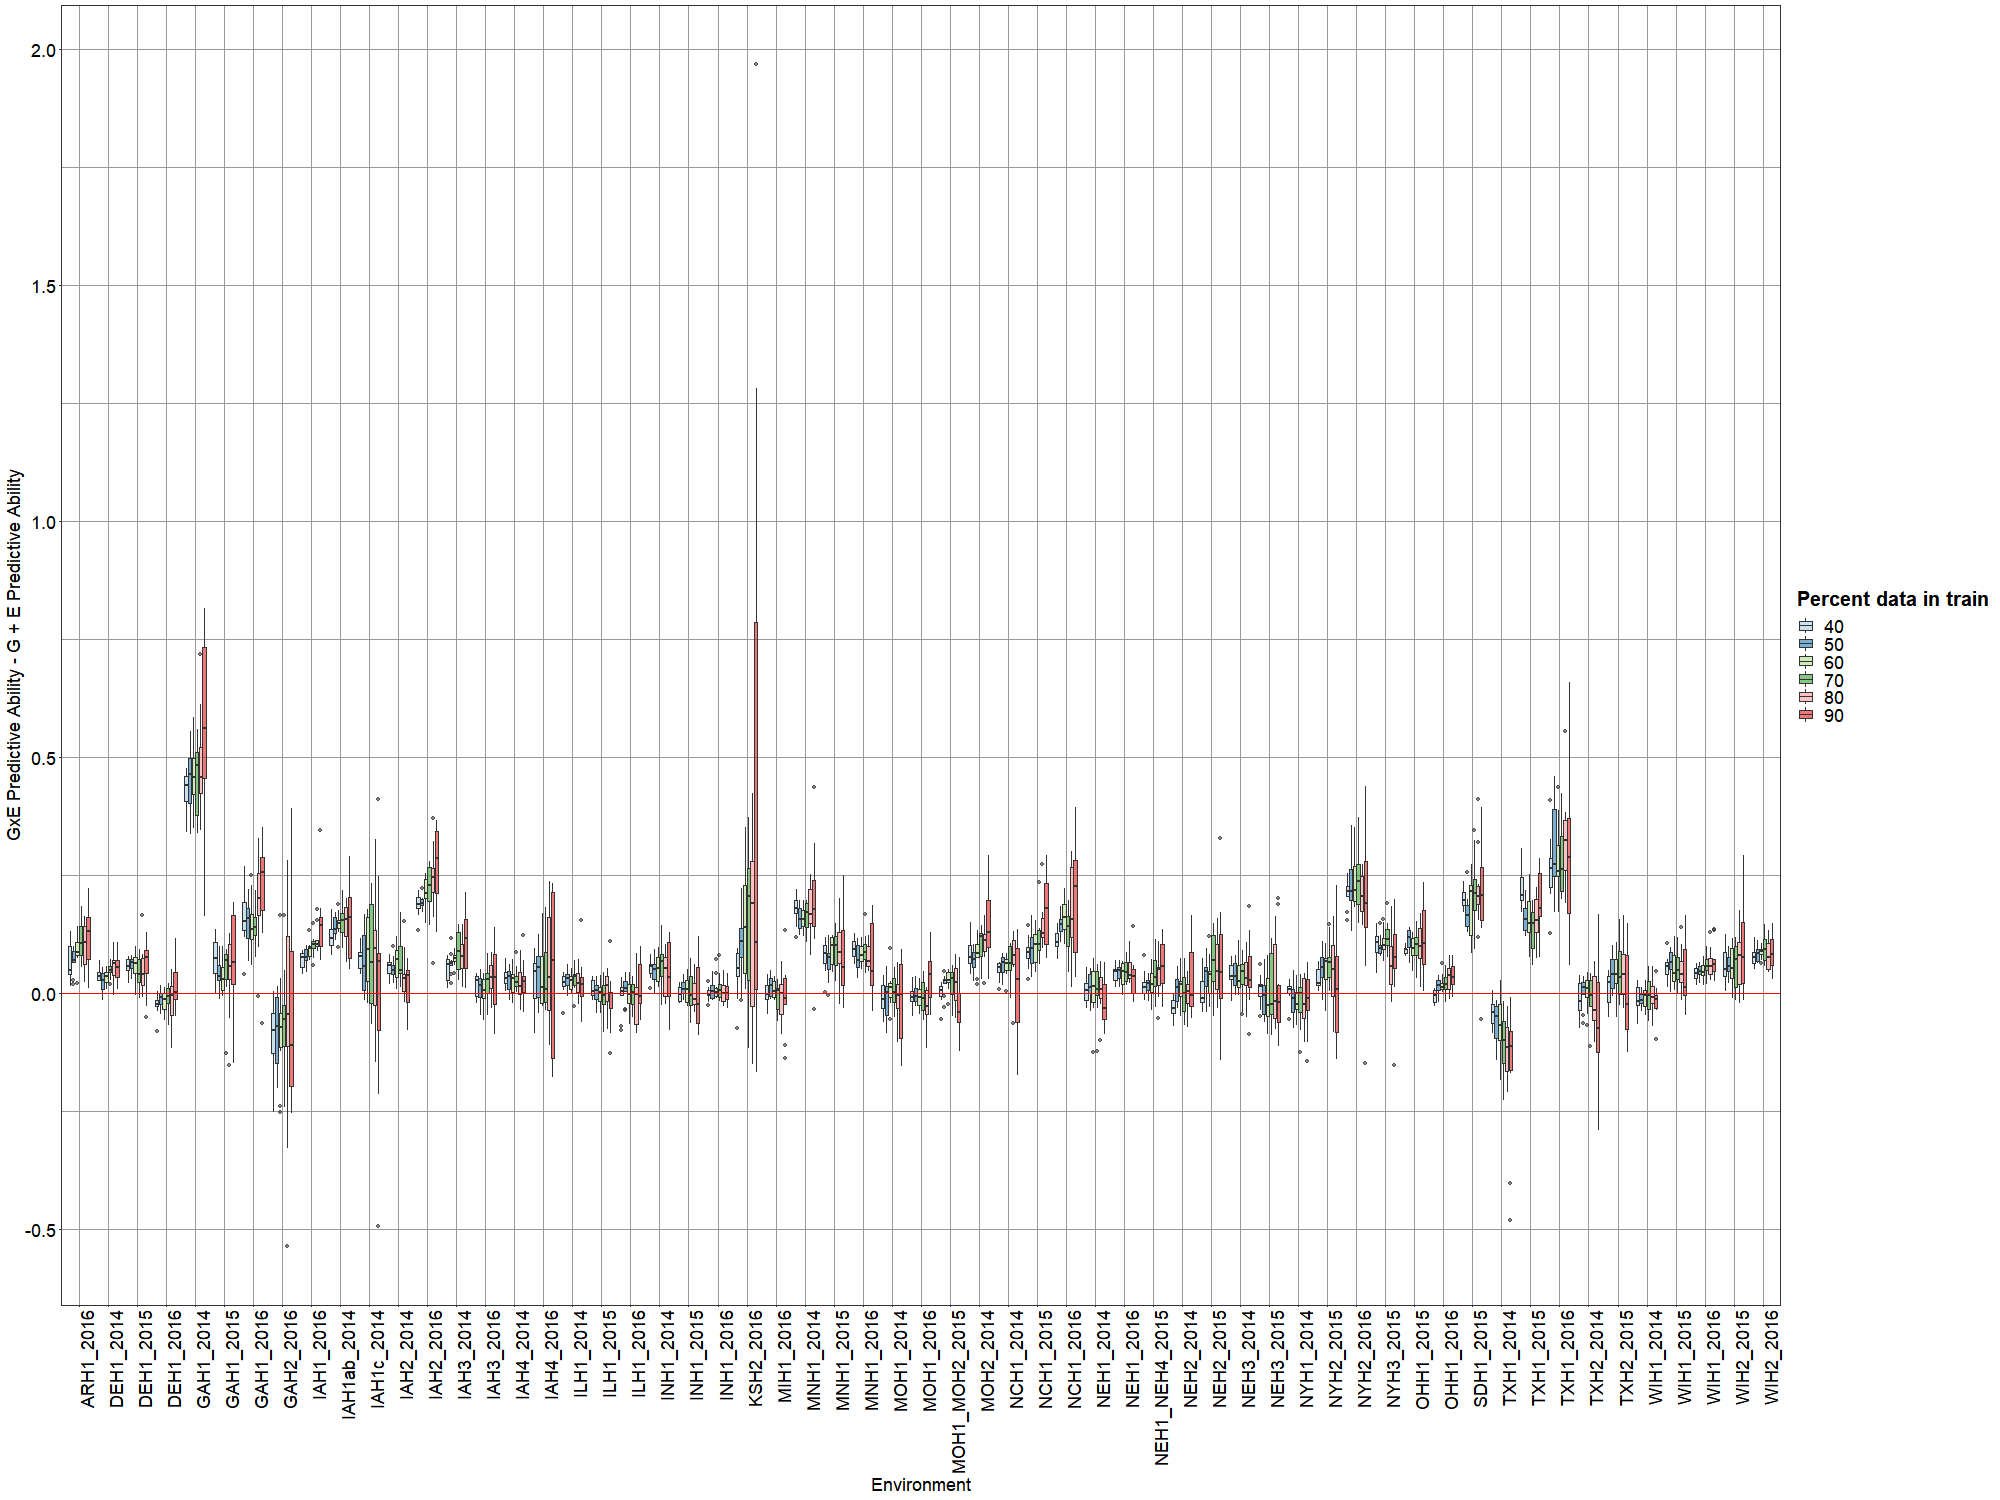 GxE Predictive Ability - G + E Predictive Ability
2.0
1.5
1.0
0.5
0.0
-0.5
ARH1_2016
DEH1_2014
DEH1_2015
DEH1_2016
GAH1_2014
GAH1_2015
GAH1_2016
GAH2_2016
IAH1_2016
IAH1ab_2014
IAH1c_2014
IAH2_2014
IAH2_2016
IAH3_2014
IAH3_2016
IAH4_2014
IAH4_2016
ILH1_2014
ILH1_2015
ILH1_2016
INH1_2014
INH1_2015
INH1_2016
KSH2_2016
MIH1_2016
MNH1_2014
MNH1_2015
MNH1_2016
MOH1_2014
MOH1_2016
MOH1_MOH2_2015
MOH2_2014
NCH1_2014
NCH1_2015
NCH1_2016
NEH1_2014
NEH1_2016
NEH1_NEH4_2015
NEH2_2014
NEH2_2015
NEH3_2014
NEH3_2015
NYH1_2014
NYH2_2015
NYH2_2016
NYH3_2015
OHH1_2015
OHH1_2016
SDH1_2015
TXH1_2014
TXH1_2015
TXH1_2016
TXH2_2014
TXH2_2015
WIH1_2014
WIH1_2015
WIH1_2016
WIH2_2015
WIH2_2016
Environment
Percent data in train
40
50
60
70
80
90